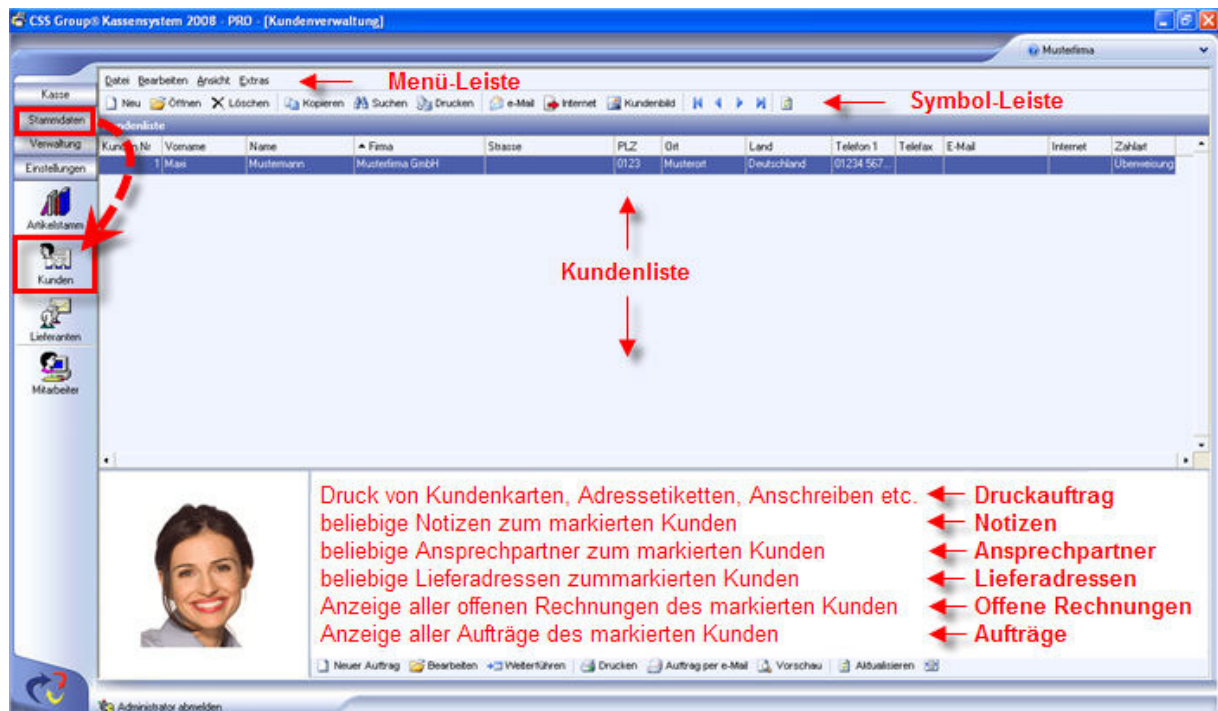 CSS Group® Kassensystem 2008 - PRO - [Kundenverwaltung]
Musterfirma
Datei Bearbeiten Ansicht Extras
Menü-Leiste
Neu Öffnen Löschen Kopieren Suchen Drucken e-Mail Internet Kundenbild
Symbol-Leiste
Kasse
Stammdaten
Verwaltung
Einstellungen
Artikelstamm
Kunden
Lieferanten
Mitarbeiter
Kundenliste
Kunden Nr Vorname Name Firma Strasse PLZ Ort Land Telefon 1 Telefax E-Mail Internet Zahlart
1 Maxi Mustermann Musterfirma GmbH 0123 Musterort Deutschland 01234 567... Überweisung
Kundenliste
Druck von Kundenkarten, Adressetiketten, Anschreiben etc. Druckauftrag
beliebige Notizen zum markierten Kunden Notizen
beliebige Ansprechpartner zum markierten Kunden Ansprechpartner
beliebige Lieferadressen zummarkierten Kunden Lieferadressen
Anzeige aller offenen Rechnungen des markierten Kunden Offene Rechnungen
Anzeige aller Aufträge des markierten Kunden Aufträge
Neuer Auftrag Bearbeiten Weiterführen Drucken Auftrag per e-Mail Vorschau Aktualisieren
Administrator abmelden